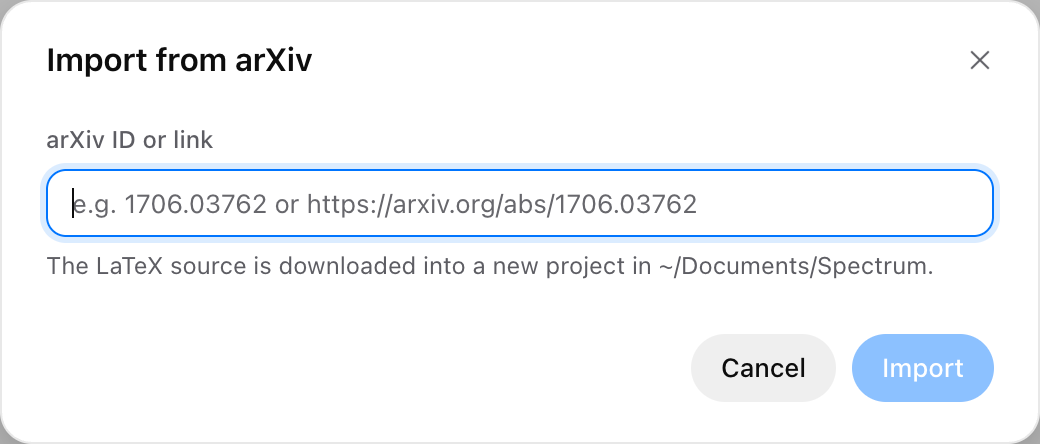 Import from arXiv
arXiv ID or link
e.g. 1706.03762 or https://arxiv.org/abs/1706.03762
The LaTeX source is downloaded into a new project in ~/Documents/Spectrum.
Cancel
Import